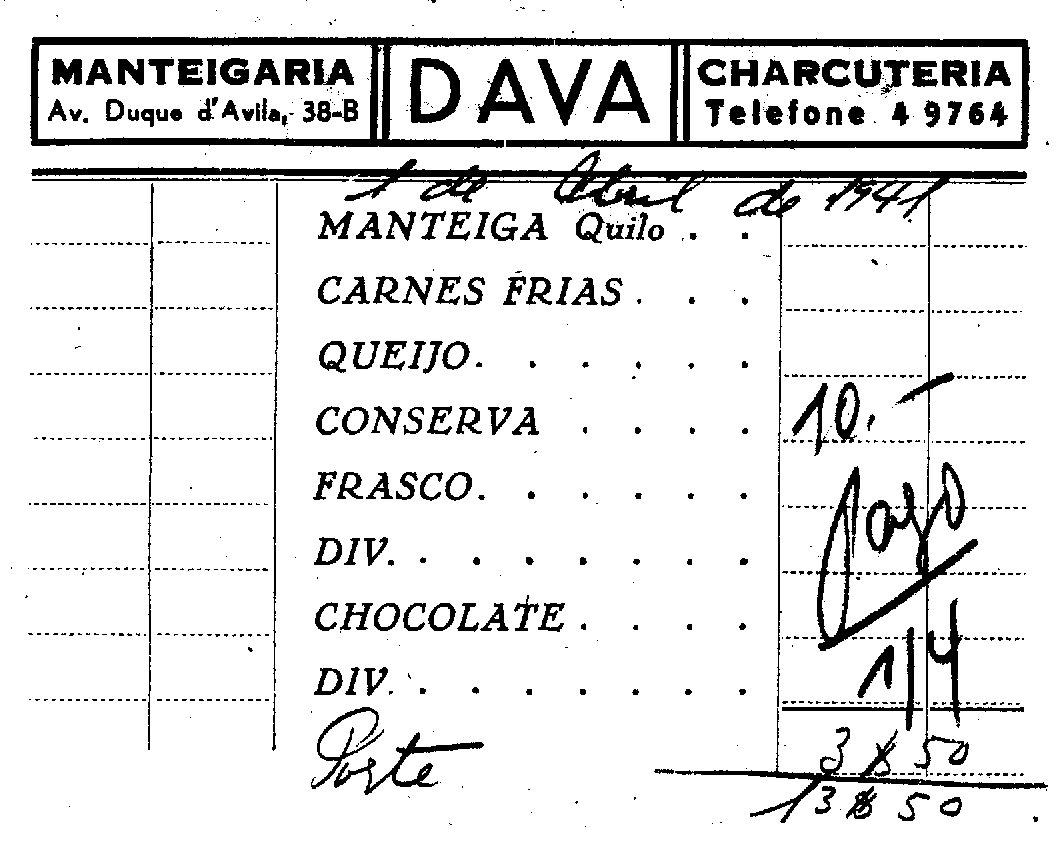 MANTEIGARIA
Av. Duque d'Avila, 38-B
DAVA
CHARCUTERIA
Telefone 4 9764
1 de Abril de 1941
MANTEIGA Quilo . .
CARNES FRIAS . . .
QUEIJO. . . . . .
CONSERVA . . . . 10.-
FRASCO. . . . . .
pago
DIV. . . . . . . .
CHOCOLATE . . . .
1/4
DIV. . . . . . . .
Porte 3$50
13$50